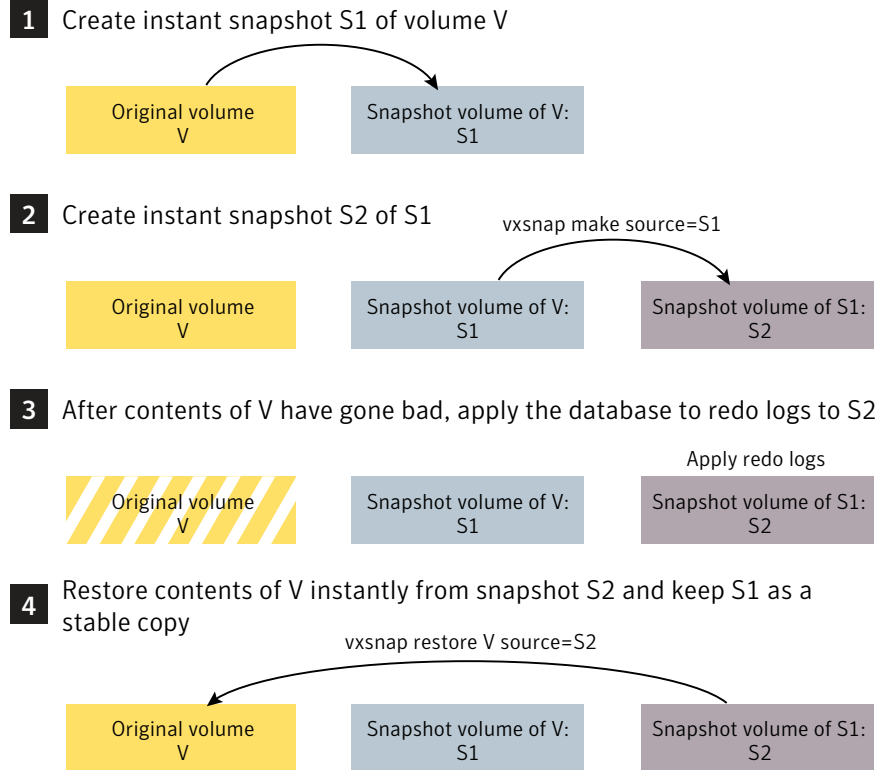 1 Create instant snapshot S1 of volume V
Original volume
V
Snapshot volume of V:
S1
2 Create instant snapshot S2 of S1
vxsnap make source=S1
Original volume
V
Snapshot volume of V:
S1
Snapshot volume of S1:
S2
3 After contents of V have gone bad, apply the database to redo logs to S2
Apply redo logs
Original volume
V
Snapshot volume of V:
S1
Snapshot volume of S1:
S2
4 Restore contents of V instantly from snapshot S2 and keep S1 as a
stable copy
vxsnap restore V source=S2
Original volume
V
Snapshot volume of V:
S1
Snapshot volume of S1:
S2